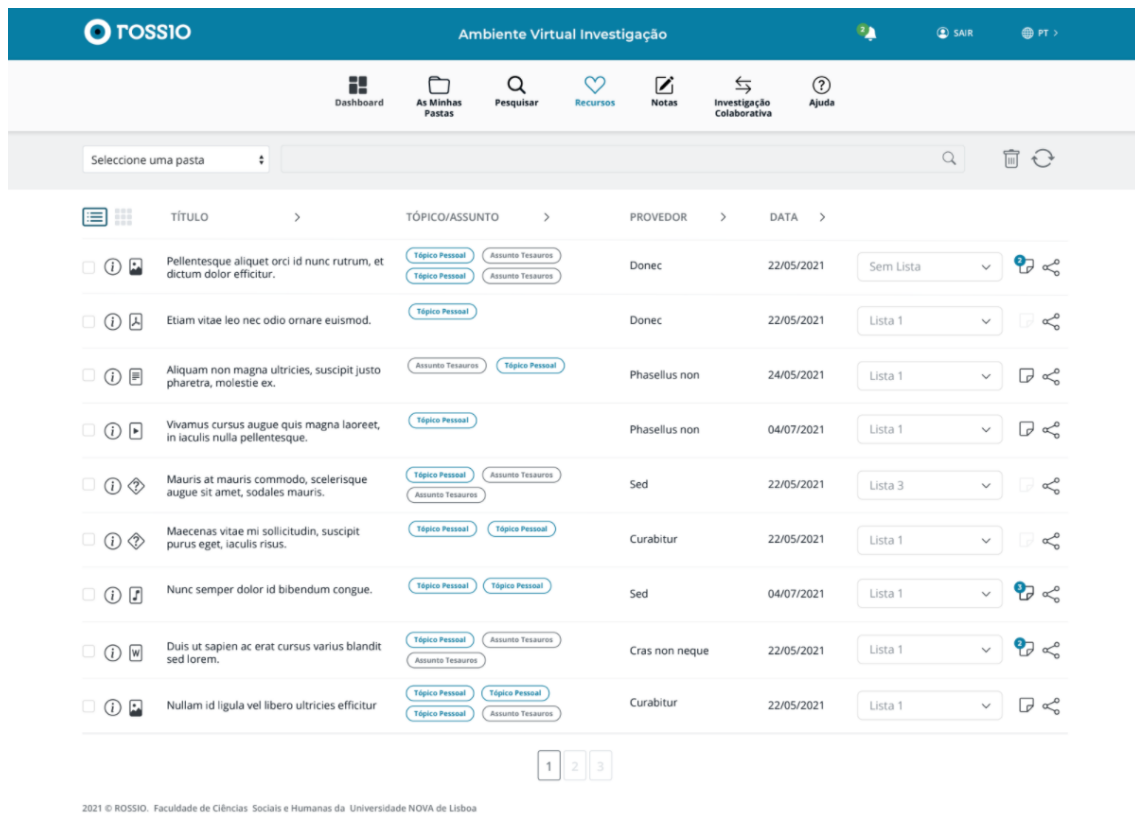 ROSSIO
Ambiente Virtual Investigação
2
SAIR
PT >
Dashboard
As Minhas
Pastas
Pesquisar
Recursos
Notas
Investigação
Colaborativa
Ajuda
Seleccione uma pasta
TÍTULO >
TÓPICO/ASSUNTO >
PROVEDOR >
DATA >
Pellentesque aliquet orci id nunc rutrum, et
dictum dolor efficitur.
Tópico Pessoal Assunto Tesauros
Tópico Pessoal Assunto Tesauros
Donec
22/05/2021
Sem Lista
2
Etiam vitae leo nec odio ornare euismod.
Tópico Pessoal
Donec
22/05/2021
Lista 1
Aliquam non magna ultricies, suscipit justo
pharetra, molestie ex.
Assunto Tesauros Tópico Pessoal
Phasellus non
24/05/2021
Lista 1
Vivamus cursus augue quis magna laoreet,
in iaculis nulla pellentesque.
Tópico Pessoal
Phasellus non
04/07/2021
Lista 1
Mauris at mauris commodo, scelerisque
augue sit amet, sodales mauris.
Tópico Pessoal Assunto Tesauros
Assunto Tesauros
Sed
22/05/2021
Lista 3
Maecenas vitae mi sollicitudin, suscipit
purus eget, iaculis risus.
Tópico Pessoal Tópico Pessoal
Curabitur
22/05/2021
Lista 1
Nunc semper dolor id bibendum congue.
Tópico Pessoal Tópico Pessoal
Sed
04/07/2021
Lista 1
3
W
Duis ut sapien ac erat cursus varius blandit
sed lorem.
Tópico Pessoal Assunto Tesauros
Assunto Tesauros
Cras non neque
22/05/2021
Lista 1
2
Nullam id ligula vel libero ultricies efficitur
Tópico Pessoal Tópico Pessoal
Tópico Pessoal Assunto Tesauros
Curabitur
22/05/2021
Lista 1
1 2 3
2021 © ROSSIO. Faculdade de Ciências Sociais e Humanas da Universidade NOVA de Lisboa